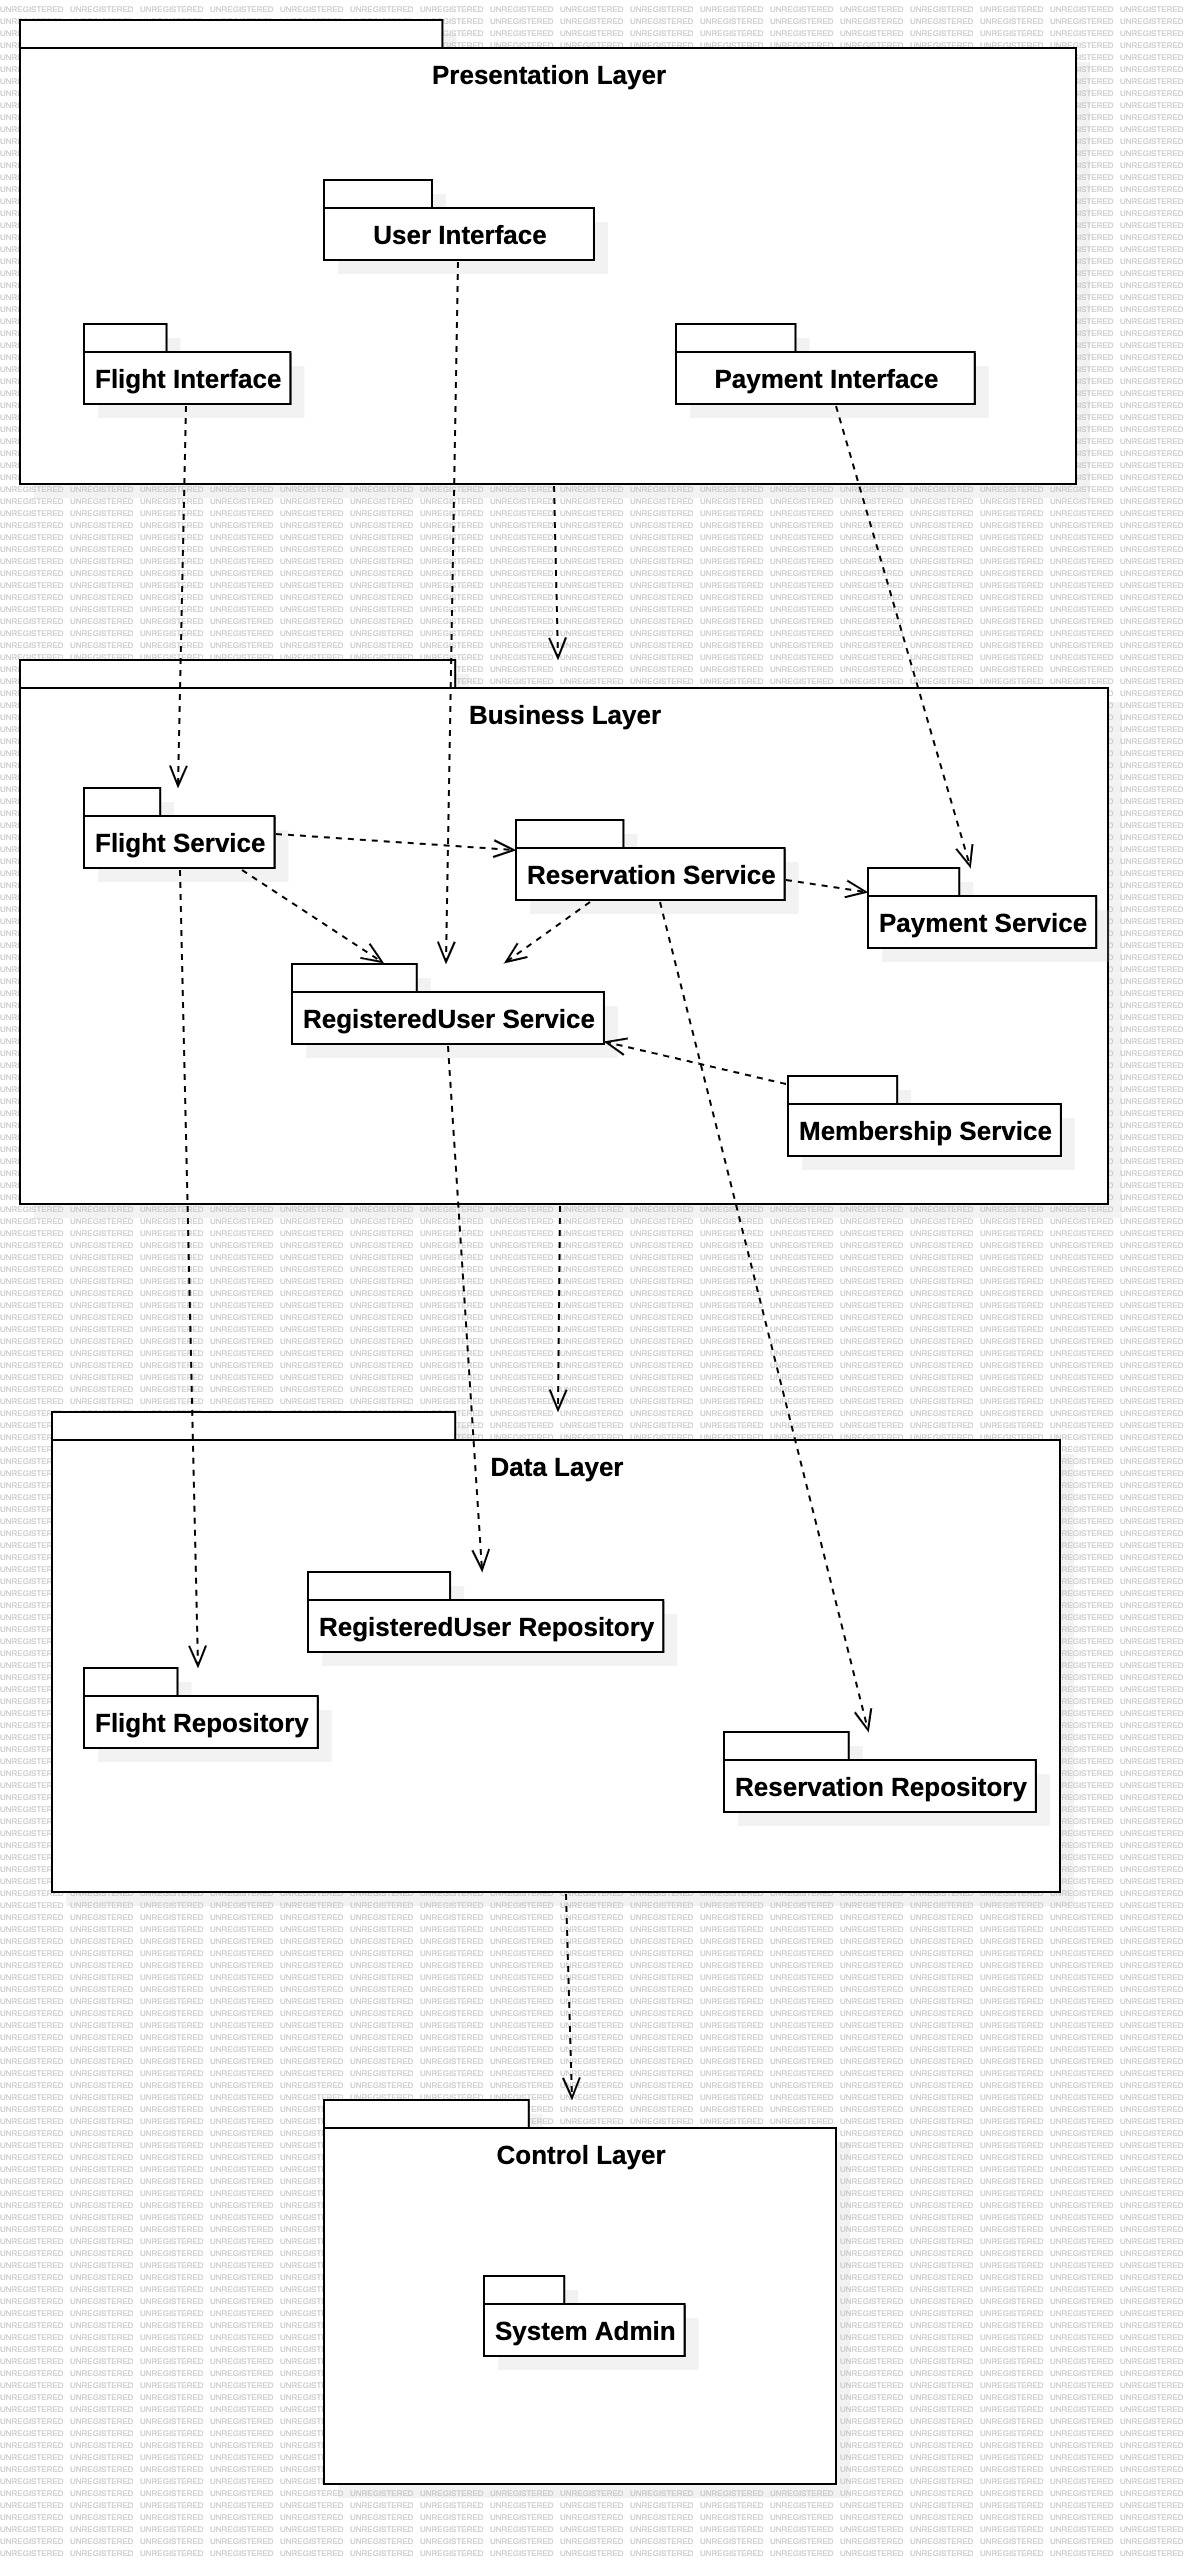 Presentation Layer
User Interface
Flight Interface
Payment Interface
Business Layer
Flight Service
Reservation Service
Payment Service
RegisteredUser Service
Membership Service
Data Layer
RegisteredUser Repository
Flight Repository
Reservation Repository
Control Layer
System Admin
UNREGISTERED